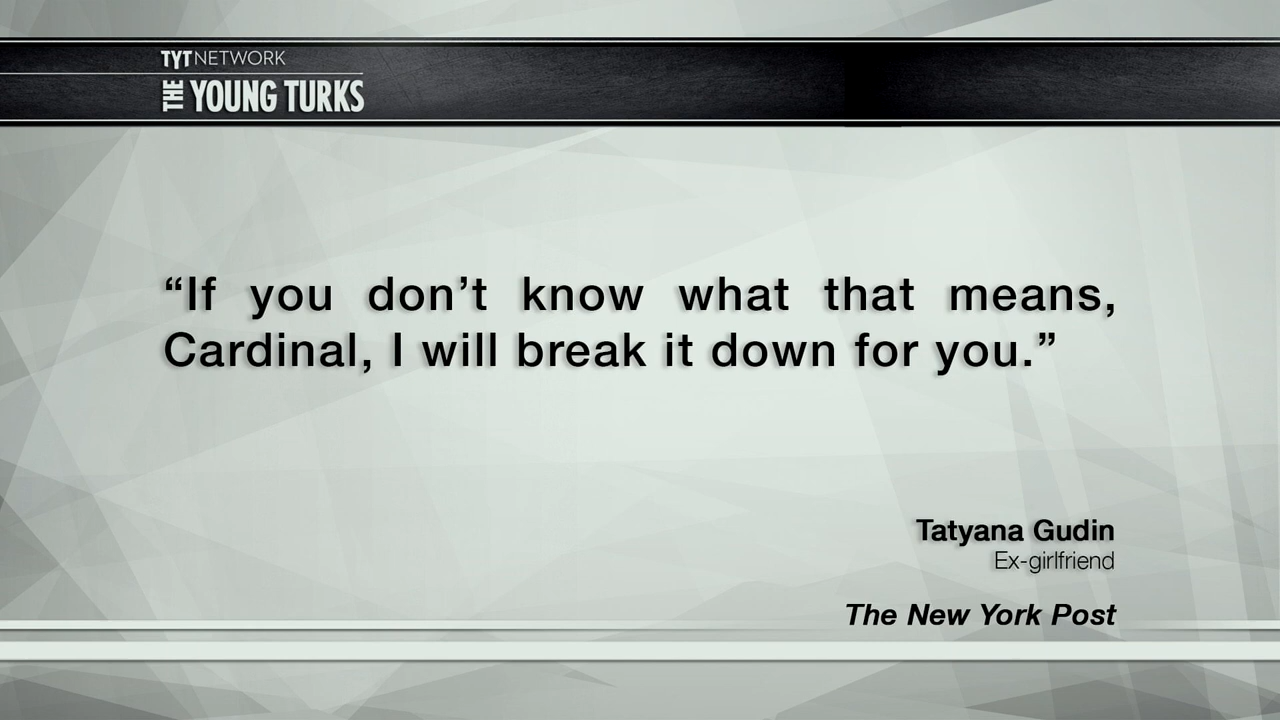 TYT NETWORK
THE YOUNG TURKS
“If you don’t know what that means,
Cardinal, I will break it down for you.”
Tatyana Gudin
Ex-girlfriend
The New York Post